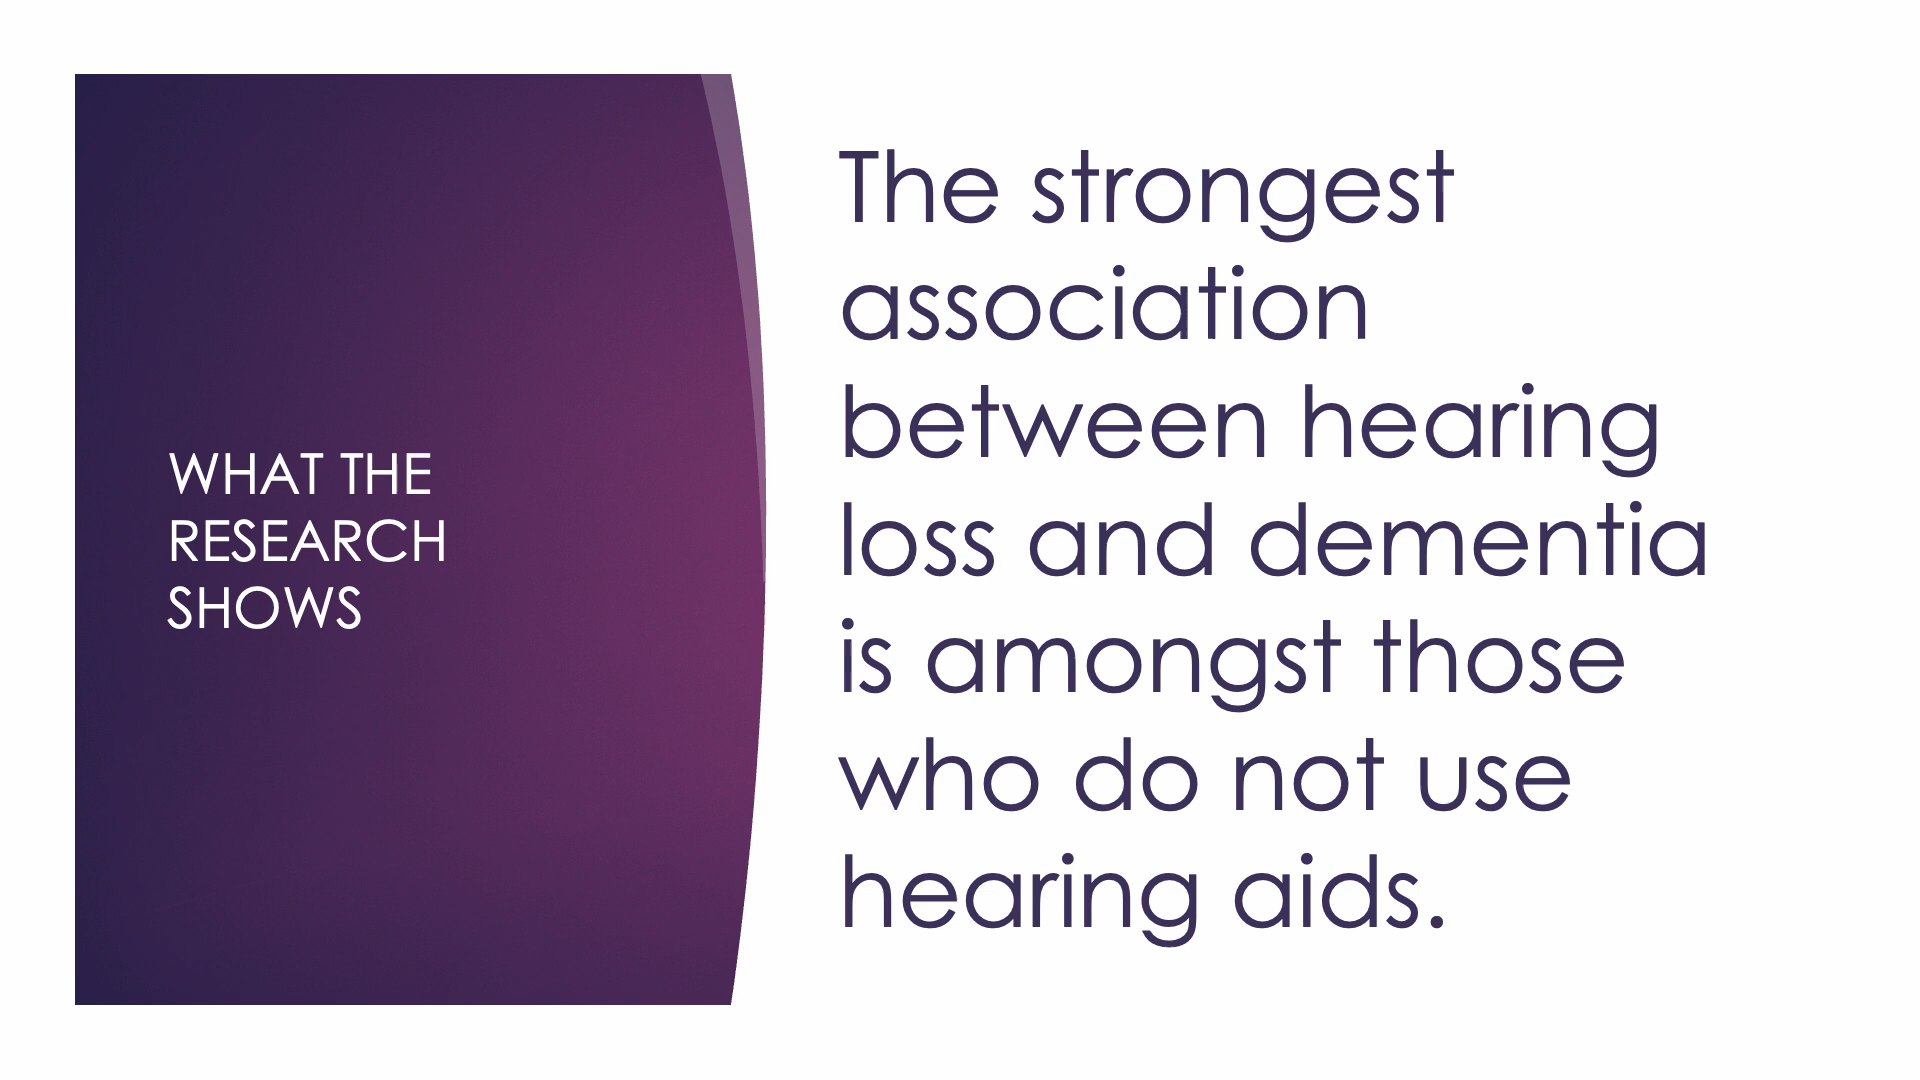 WHAT THE
RESEARCH
SHOWS
The strongest
association
between hearing
loss and dementia
is amongst those
who do not use
hearing aids.